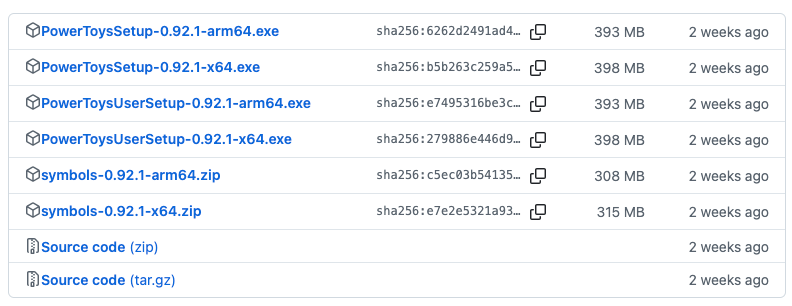 PowerToysSetup-0.92.1-arm64.exe sha256:6262d2491ad4… 393 MB 2 weeks ago
PowerToysSetup-0.92.1-x64.exe sha256:b5b263c259a5… 398 MB 2 weeks ago
PowerToysUserSetup-0.92.1-arm64.exe sha256:e7495316be3c… 393 MB 2 weeks ago
PowerToysUserSetup-0.92.1-x64.exe sha256:279886e446d9… 398 MB 2 weeks ago
symbols-0.92.1-arm64.zip sha256:c5ec03b54135… 308 MB 2 weeks ago
symbols-0.92.1-x64.zip sha256:e7e2e5321a93… 315 MB 2 weeks ago
Source code (zip) 2 weeks ago
Source code (tar.gz) 2 weeks ago